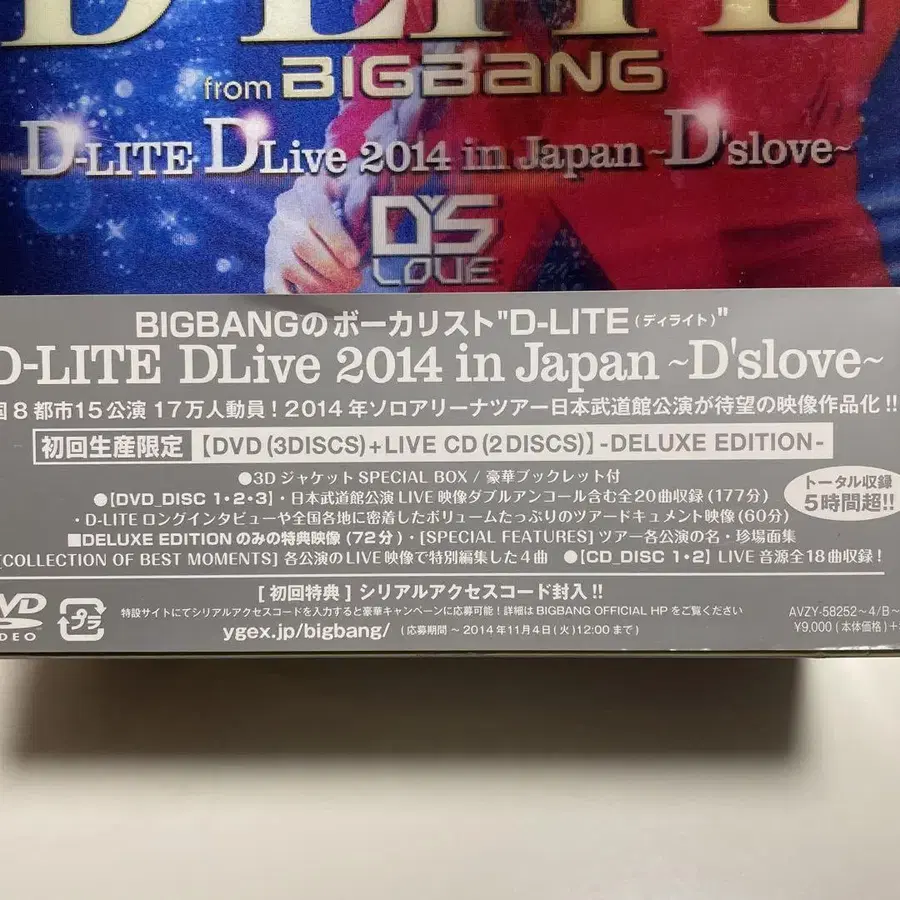 D-LITE
from BIGBANG
D-LITE DLive 2014 in Japan ~D'slove~
D'S
LOVE
BIGBANGのボーカリスト"D-LITE(ディライト)"
D-LITE DLive 2014 in Japan ~D'slove~
国8都市15公演 17万人動員!2014年ソロアリーナツアー日本武道館公演が待望の映像作品化!!
初回生産限定 【DVD(3DISCS)+LIVE CD(2DISCS)】-DELUXE EDITION-
●3DジャケットSPECIAL BOX / 豪華ブックレット付
●【DVD_DISC 1・2・3】・日本武道館公演LIVE映像ダブルアンコール含む全20曲収録(177分)
・D-LITEロングインタビューや全国各地に密着したボリュームたっぷりのツアードキュメント映像(60分)
■DELUXE EDITIONのみの特典映像(72分)・[SPECIAL FEATURES]ツアー各公演の名・珍場面集
[COLLECTION OF BEST MOMENTS]各公演のLIVE映像で特別編集した4曲 ●【CD_DISC 1・2】LIVE音源全18曲収録!
トータル収録
5時間超!!
[初回特典]シリアルアクセスコード封入!!
特設サイトにてシリアルアクセスコードを入力すると豪華キャンペーンに応募可能!詳細はBIGBANG OFFICIAL HPをご覧ください
ygex.jp/bigbang/ (応募期間 ~2014年11月4日(火)12:00まで)
DVD
VIDEO
プラ
AVZY-58252~4/B~
¥9,000(本体価格)+